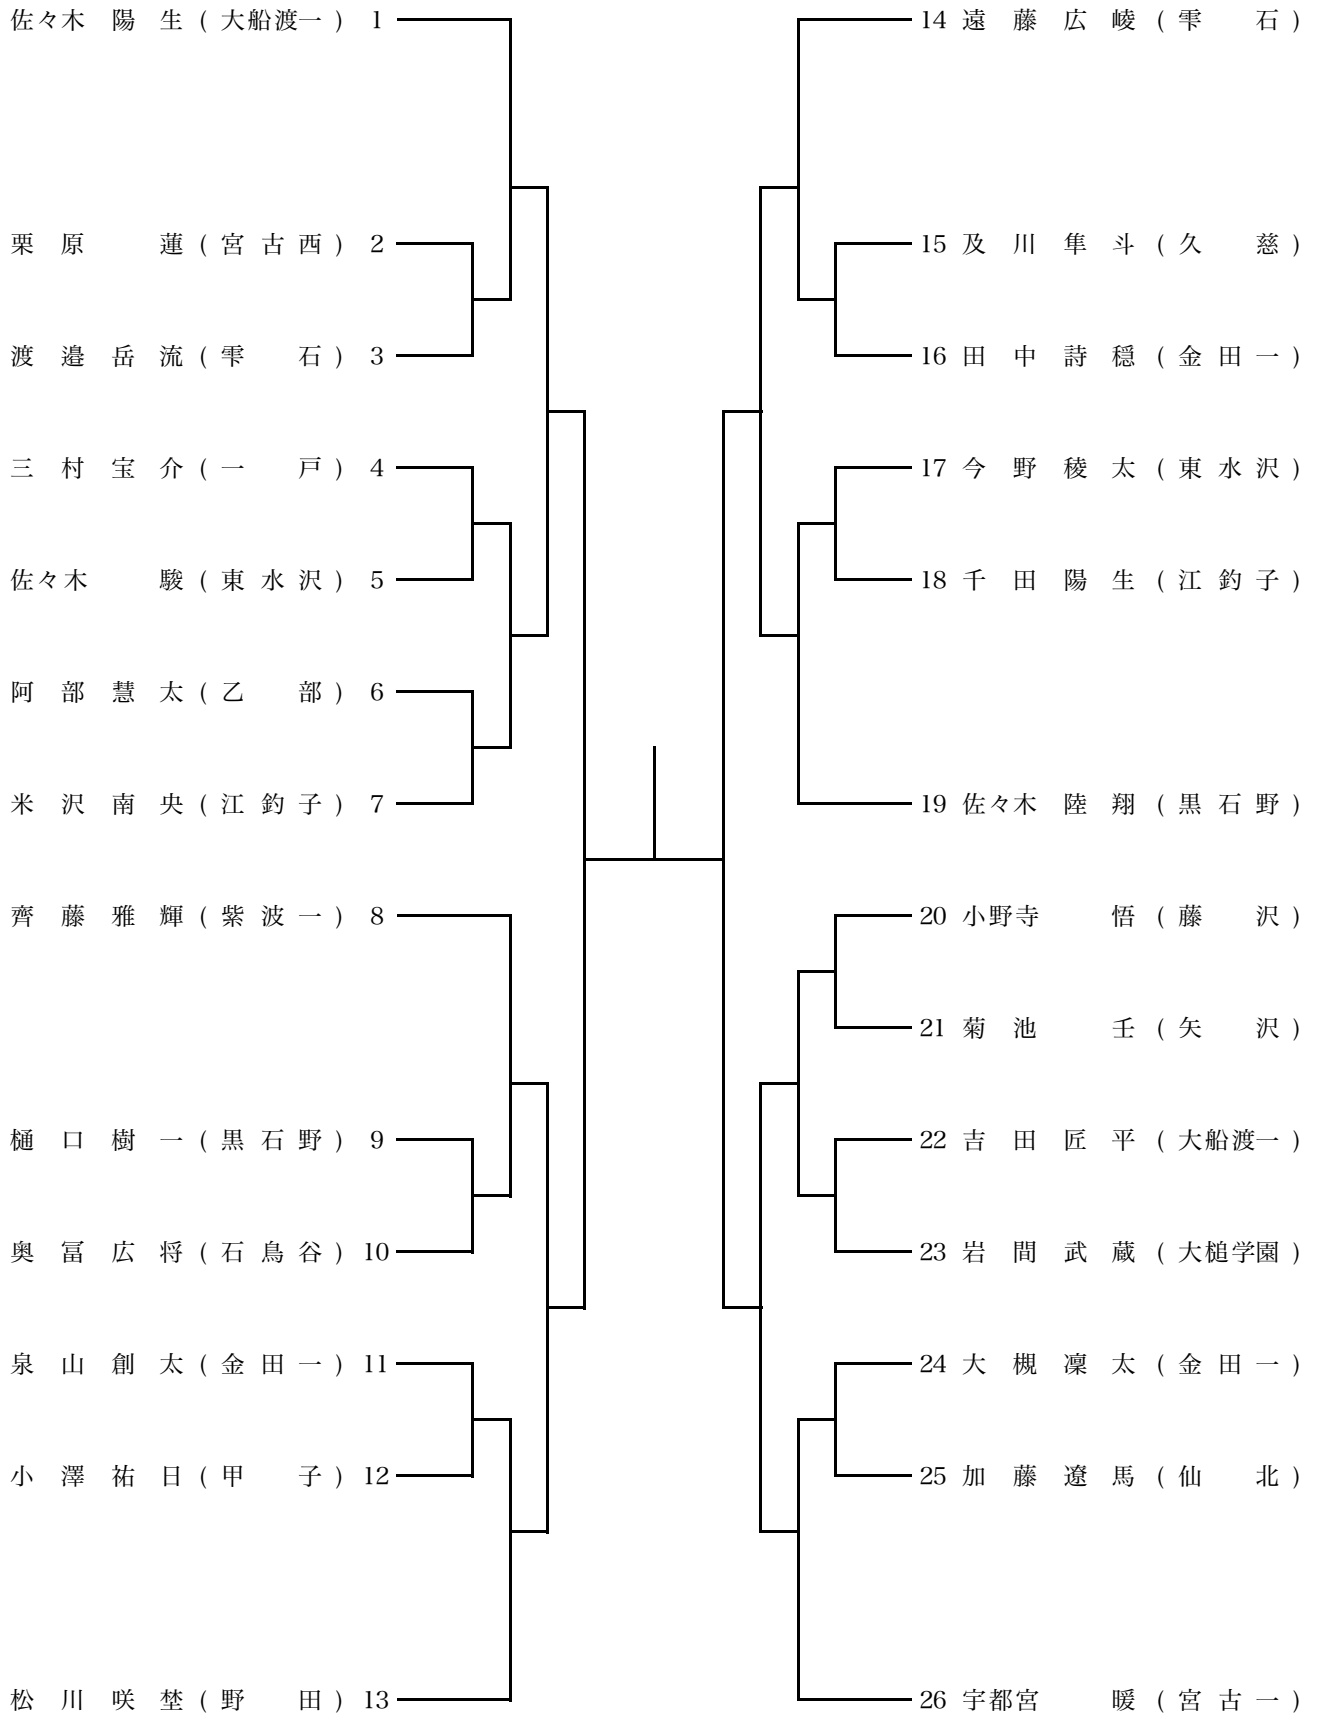 佐々木 陽 生 ( 大船渡一 ) 1
栗 原 蓮 ( 宮 古 西 ) 2
渡 邉 岳 流 ( 雫 石 ) 3
三 村 宝 介 ( 一 戸 ) 4
佐々木 駿 ( 東 水 沢 ) 5
阿 部 慧 太 ( 乙 部 ) 6
米 沢 南 央 ( 江 釣 子 ) 7
齊 藤 雅 輝 ( 紫 波 一 ) 8
樋 口 樹 一 ( 黒 石 野 ) 9
奥 冨 広 将 ( 石 鳥 谷 ) 10
泉 山 創 太 ( 金 田 一 ) 11
小 澤 祐 日 ( 甲 子 ) 12
松 川 咲 埜 ( 野 田 ) 13
14 遠 藤 広 崚 ( 雫 石 )
15 及 川 隼 斗 ( 久 慈 )
16 田 中 詩 穏 ( 金 田 一 )
17 今 野 稜 太 ( 東 水 沢 )
18 千 田 陽 生 ( 江 釣 子 )
19 佐々木 陸 翔 ( 黒 石 野 )
20 小野寺 悟 ( 藤 沢 )
21 菊 池 壬 ( 矢 沢 )
22 吉 田 匠 平 ( 大船渡一 )
23 岩 間 武 蔵 ( 大槌学園 )
24 大 槻 凜 太 ( 金 田 一 )
25 加 藤 遼 馬 ( 仙 北 )
26 宇都宮 暖 ( 宮 古 一 )